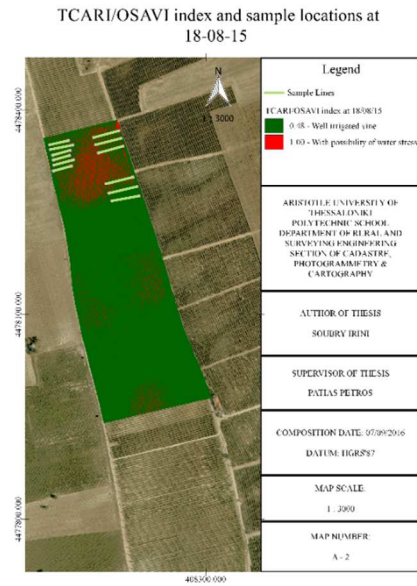 TCARI/OSAVI index and sample locations at
18-08-15
Legend
Sample Lines
TCARI/OSAVI index at 18/08/15
0.48 - Well irrigated vine
1.00 - With possibility of water stress
N
1 : 3000
4478400.000
4478100.000
4477800.000
408300.000
ARISTOTLE UNIVERSITY OF
THESSALONIKI
POLYTECHNIC SCHOOL
DEPARTMENT OF RURAL AND
SURVEYING ENGINEERING
SECTION OF CADASTRE,
PHOTOGRAMMETRY &
CARTOGRAPHY
AUTHOR OF THESIS
SOUBRY IRINI
SUPERVISOR OF THESIS
PATIAS PETROS
COMPOSITION DATE: 07/09/2016
DATUM: HGRS'87
MAP SCALE:
1 : 3000
MAP NUMBER:
A - 2